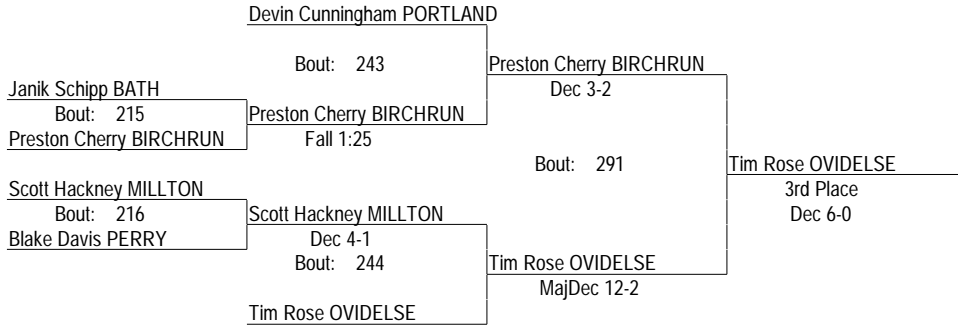 Devin Cunningham PORTLAND
Bout: 243
Preston Cherry BIRCHRUN
Janik Schipp BATH
Dec 3-2
Bout: 215
Preston Cherry BIRCHRUN
Preston Cherry BIRCHRUN
Fall 1:25
Bout: 291
Tim Rose OVIDELSE
Scott Hackney MILLTON
3rd Place
Bout: 216
Scott Hackney MILLTON
Dec 6-0
Blake Davis PERRY
Dec 4-1
Bout: 244
Tim Rose OVIDELSE
MajDec 12-2
Tim Rose OVIDELSE